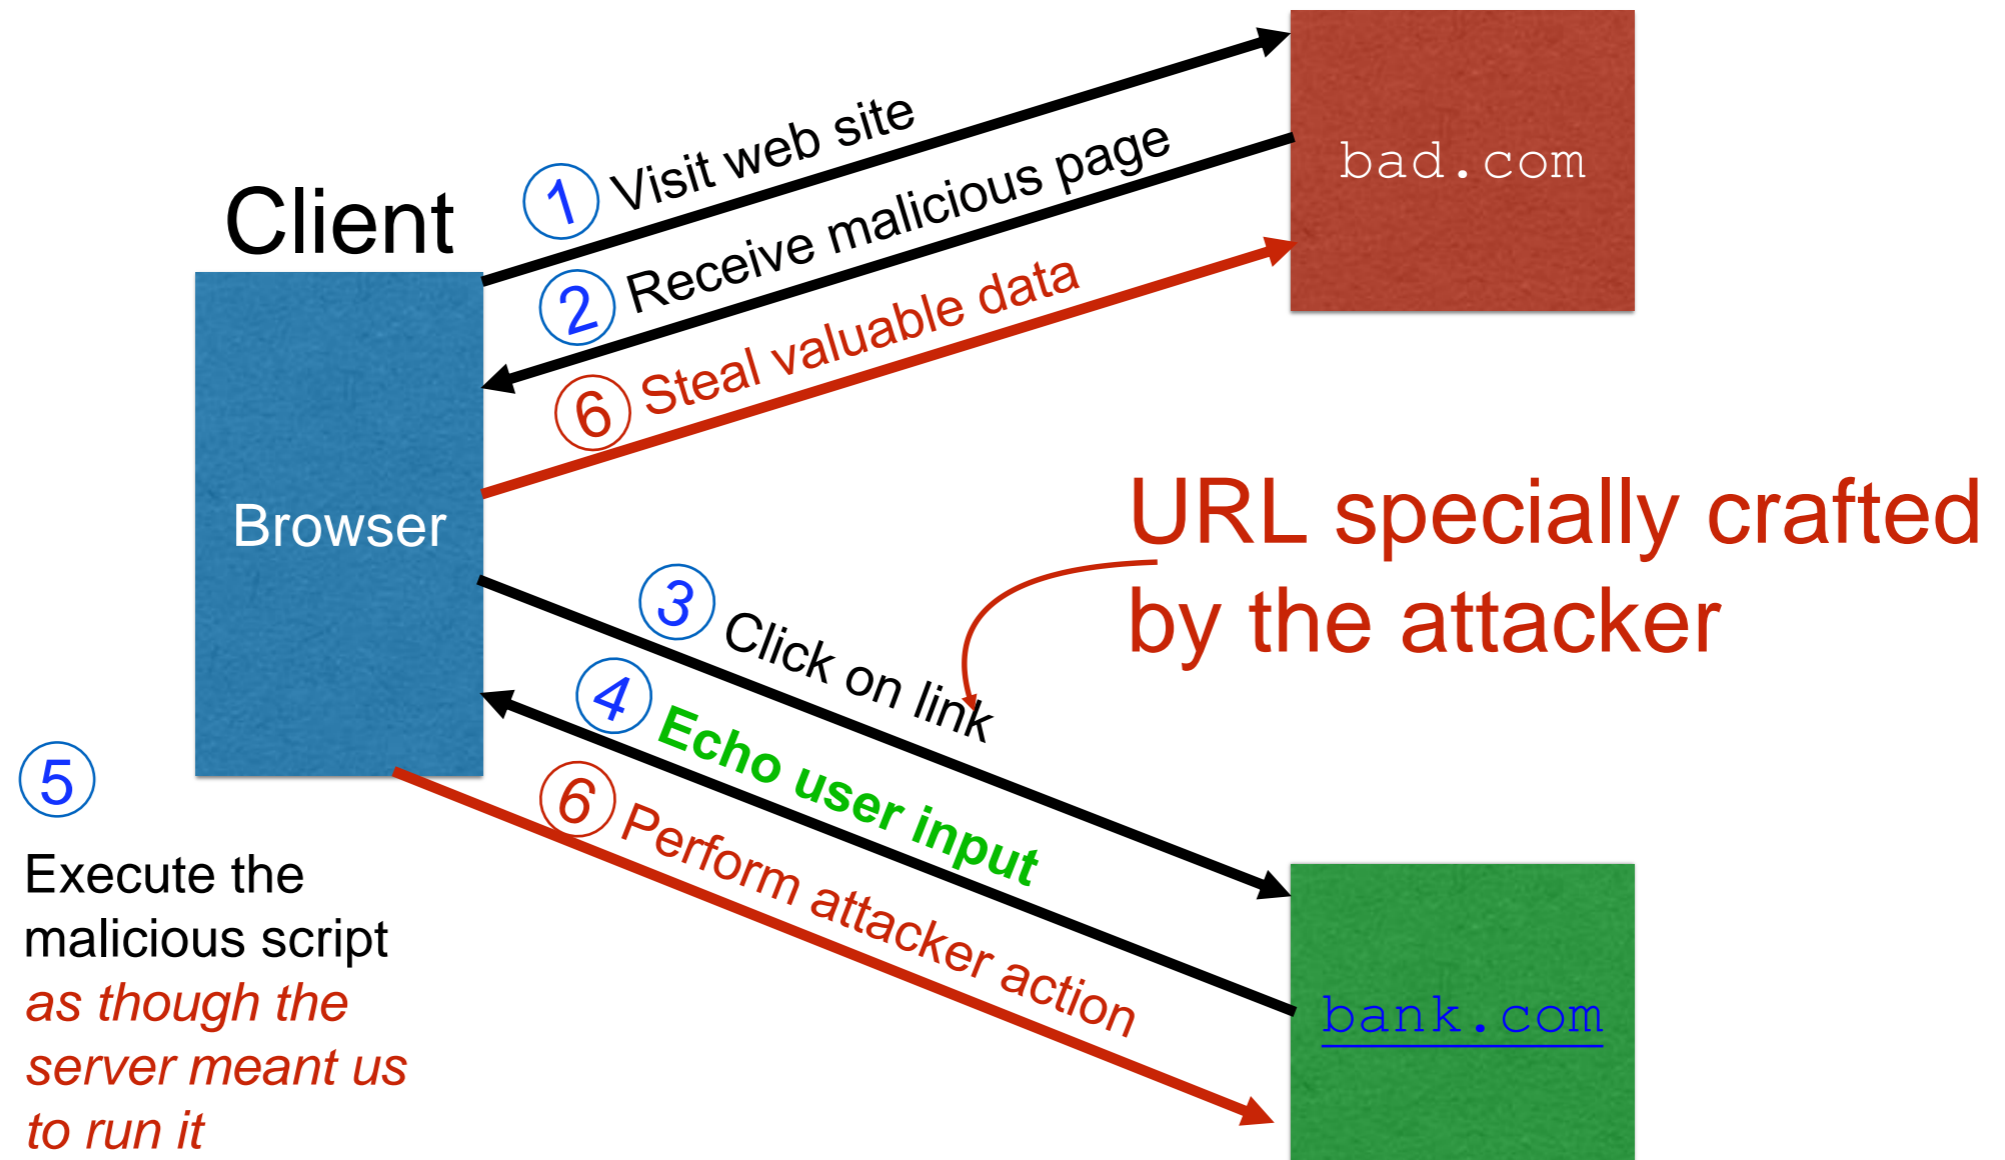 Client
Browser
bad.com
1 Visit web site
2 Receive malicious page
6 Steal valuable data
URL specially crafted
by the attacker
3 Click on link
4 Echo user input
6 Perform attacker action
5
Execute the
malicious script
as though the
server meant us
to run it
bank.com